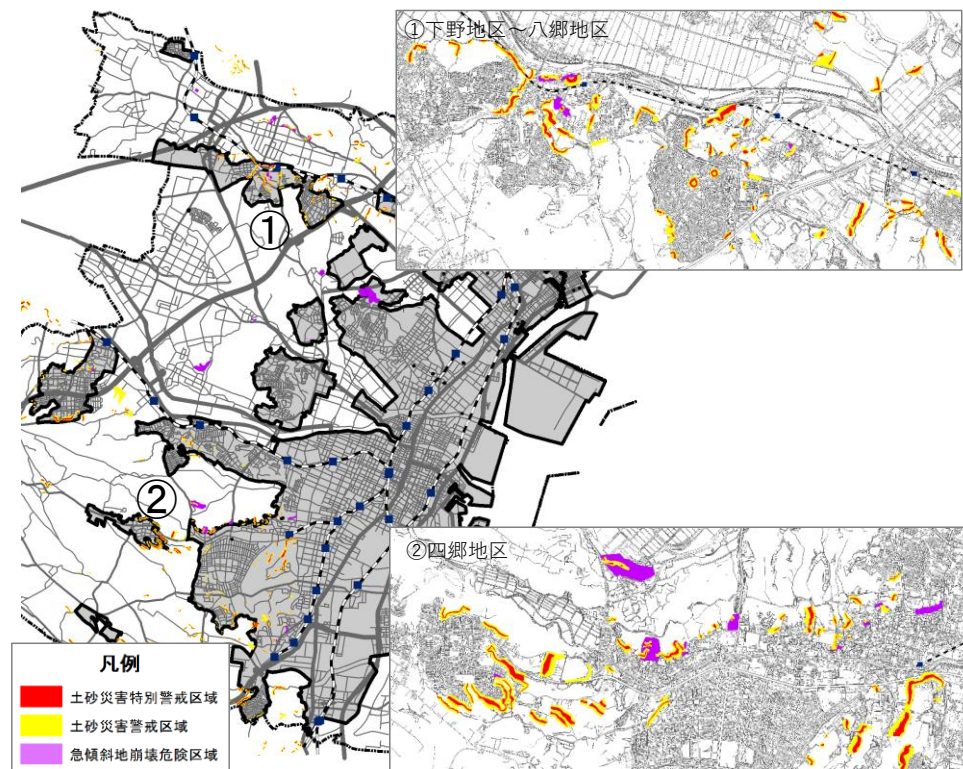 ①下野地区～八郷地区
①
②
②四郷地区
凡例
土砂災害特別警戒区域
土砂災害警戒区域
急傾斜地崩壊危険区域